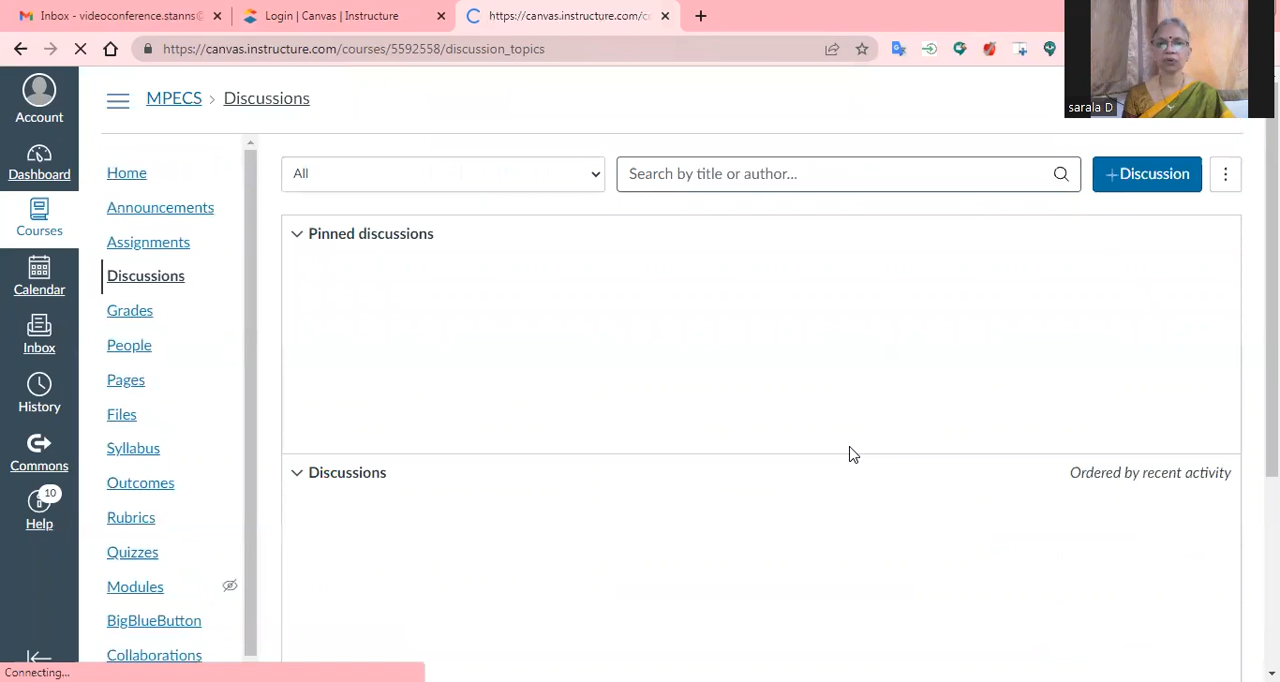 Inbox - videoconference.stanns@
Login | Canvas | Instructure
https://canvas.instructure.com/co
https://canvas.instructure.com/courses/5592558/discussion_topics
sarala D
Account
Dashboard
Courses
Calendar
Inbox
History
Commons
10
Help
MPECS > Discussions
Home
Announcements
Assignments
Discussions
Grades
People
Pages
Files
Syllabus
Outcomes
Rubrics
Quizzes
Modules
BigBlueButton
Collaborations
All
Search by title or author...
+Discussion
Pinned discussions
Discussions
Ordered by recent activity
Connecting...